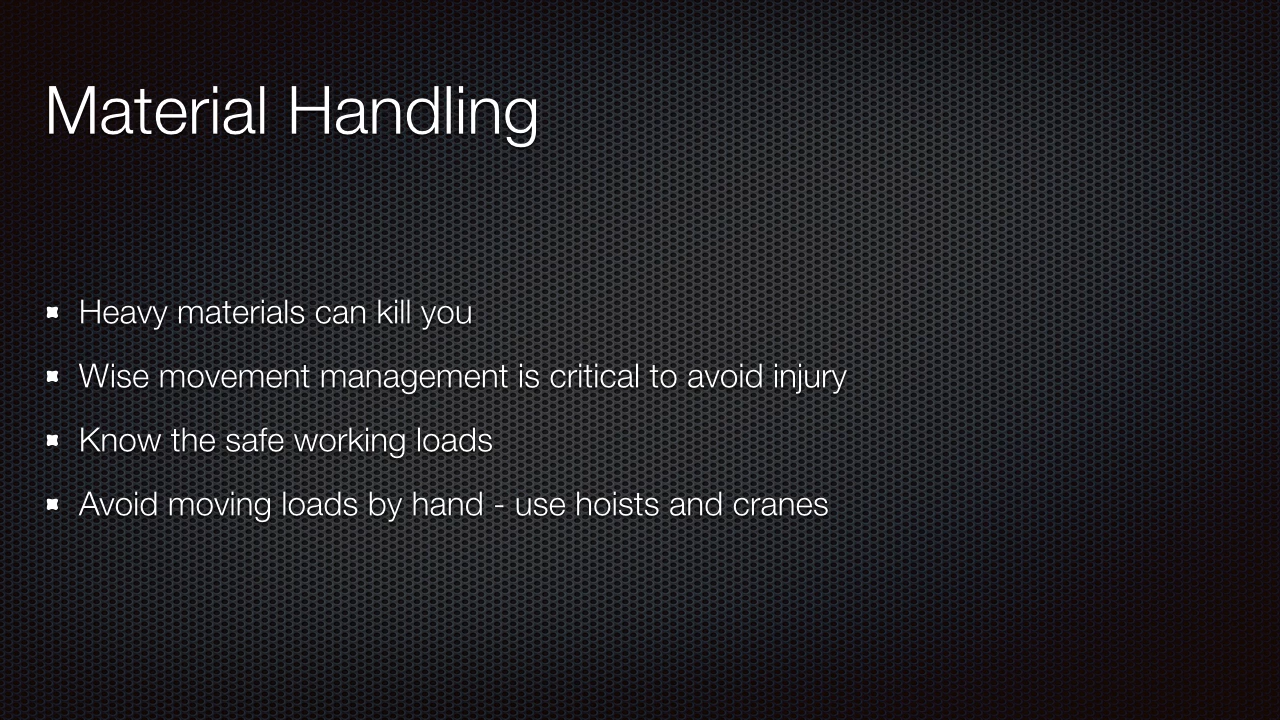 Material Handling
Heavy materials can kill you
Wise movement management is critical to avoid injury
Know the safe working loads
Avoid moving loads by hand - use hoists and cranes